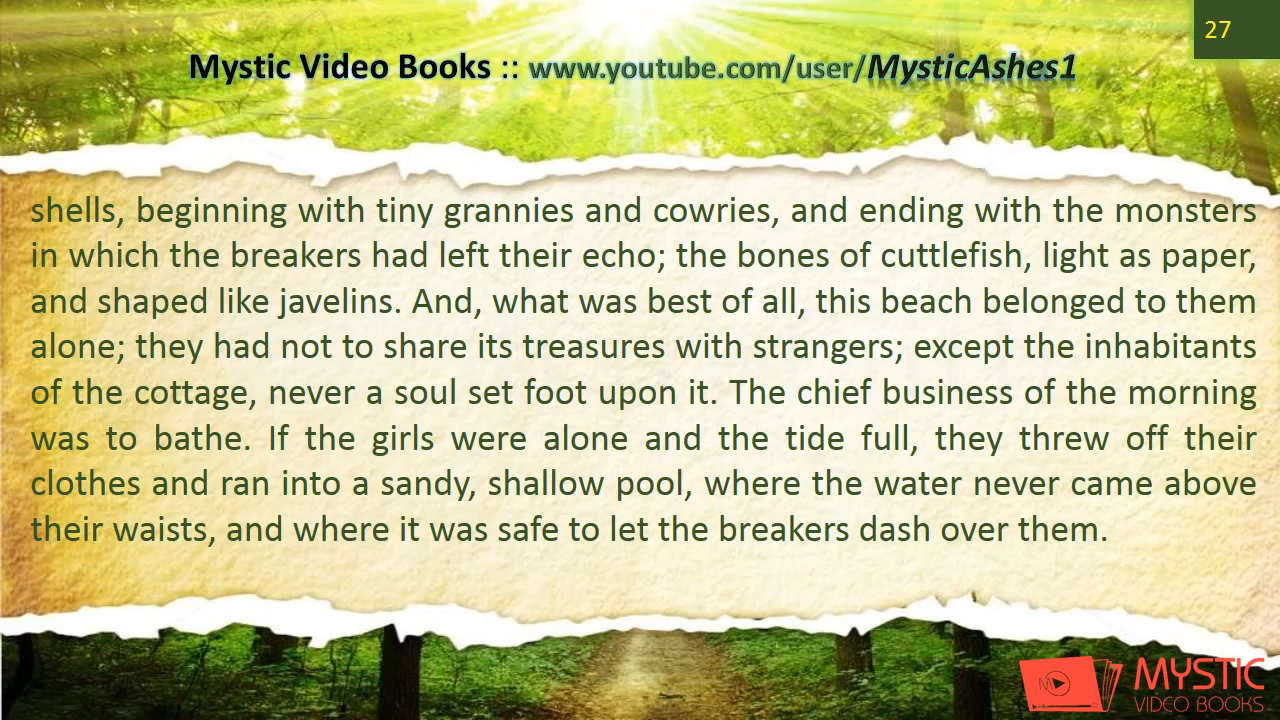 27
Mystic Video Books :: www.youtube.com/user/MysticAshes1
shells, beginning with tiny grannies and cowries, and ending with the monsters
in which the breakers had left their echo; the bones of cuttlefish, light as paper,
and shaped like javelins. And, what was best of all, this beach belonged to them
alone; they had not to share its treasures with strangers; except the inhabitants
of the cottage, never a soul set foot upon it. The chief business of the morning
was to bathe. If the girls were alone and the tide full, they threw off their
clothes and ran into a sandy, shallow pool, where the water never came above
their waists, and where it was safe to let the breakers dash over them.
MYSTIC
VIDEO BOOKS